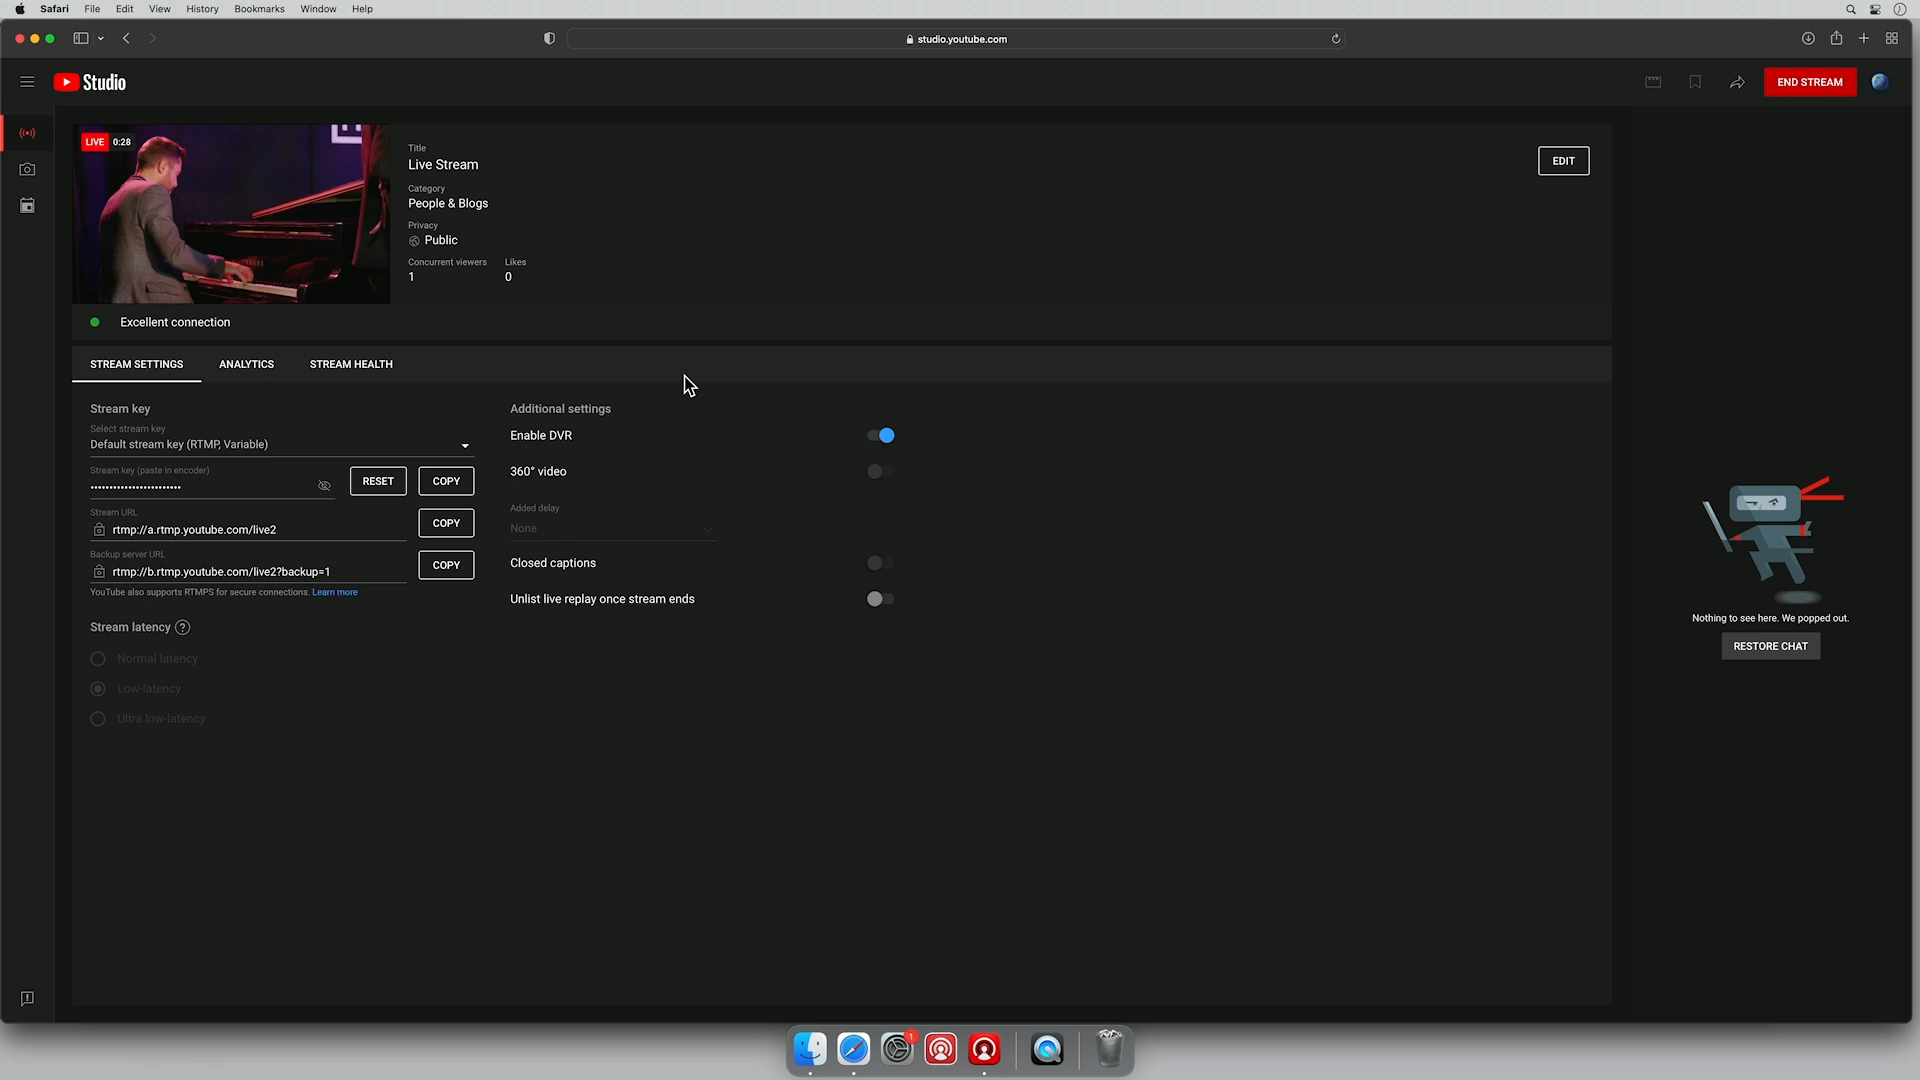 Safari File Edit View History Bookmarks Window Help
studio.youtube.com
Studio
END STREAM
LIVE 0:28
Title
Live Stream
EDIT
Category
People & Blogs
Privacy
Public
Concurrent viewers Likes
1 0
Excellent connection
STREAM SETTINGS ANALYTICS STREAM HEALTH
Stream key
Select stream key
Default stream key (RTMP, Variable)
Stream key (paste in encoder)
•••••••••••••••••••••••• RESET COPY
Stream URL
rtmp://a.rtmp.youtube.com/live2 COPY
Backup server URL
rtmp://b.rtmp.youtube.com/live2?backup=1 COPY
YouTube also supports RTMPS for secure connections. Learn more
Stream latency ?
Normal latency
Low-latency
Ultra low-latency
Additional settings
Enable DVR
360° video
Added delay
None
Closed captions
Unlist live replay once stream ends
Nothing to see here. We popped out.
RESTORE CHAT
1